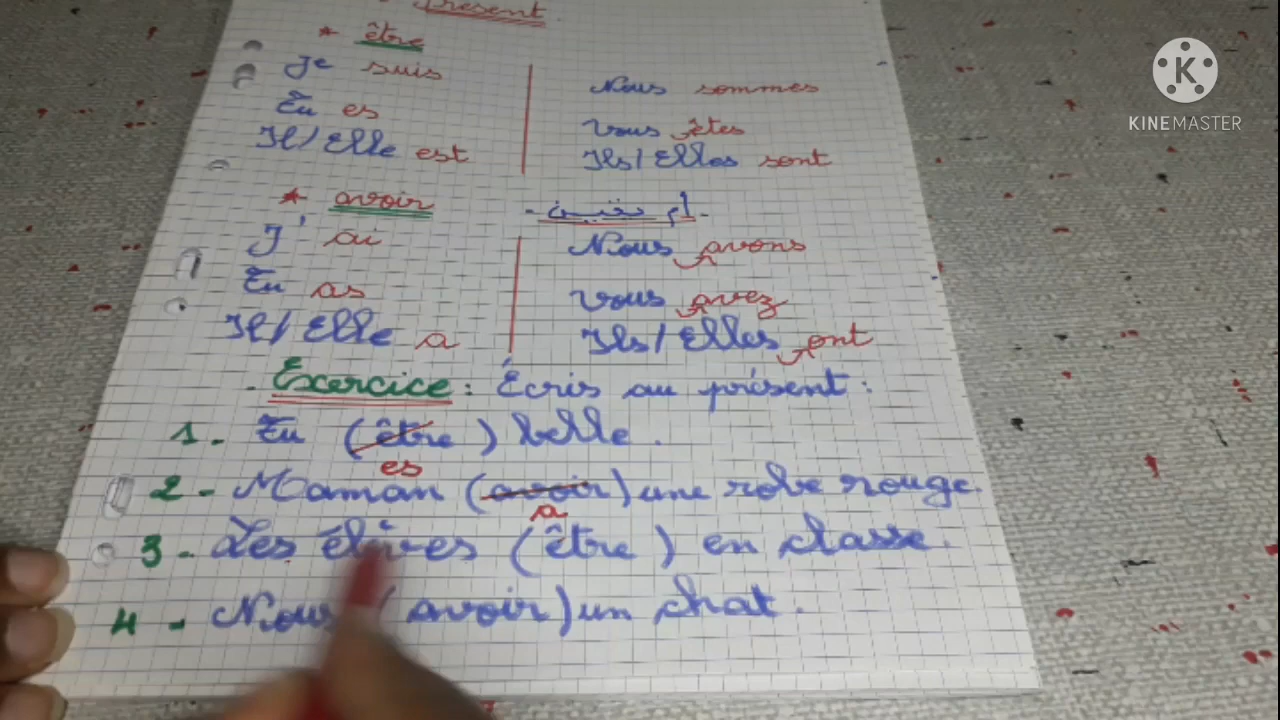 Présent
* être
Je suis
Tu es
Il/Elle est
Nous sommes
Vous êtes
Ils/Elles sont
* avoir
- أم نقين -
J' ai
Tu as
Il/Elle a
Nous avons
Vous avez
Ils/Elles ont
. Exercice : Écris au présent :
1. Tu (être) belle.
es
2 - Maman (avoir) une robe rouge.
a
3 - Les élèves (être) en classe.
4 - Nous (avoir) un chat.
K
KINEMASTER